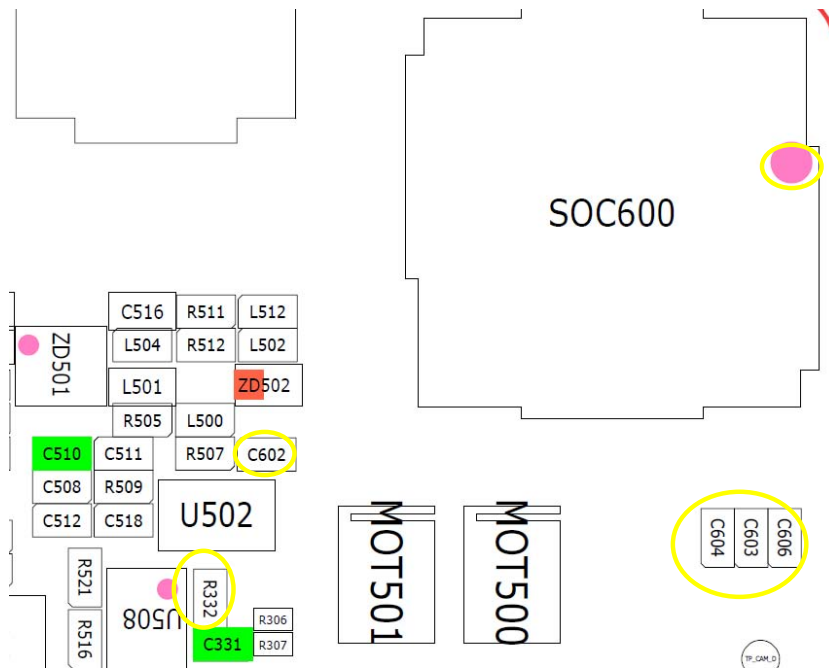 SOC600
C516 R511 L512
ZD501
L504 R512 L502
L501 ZD502
R505 L500
C510 C511 R507 C602
C508 R509
U502
C512 C518
MOT501
MOT500
C604
C603
C606
R521
R332
U508
R306
R516
C331
R307
TP_CAM_D